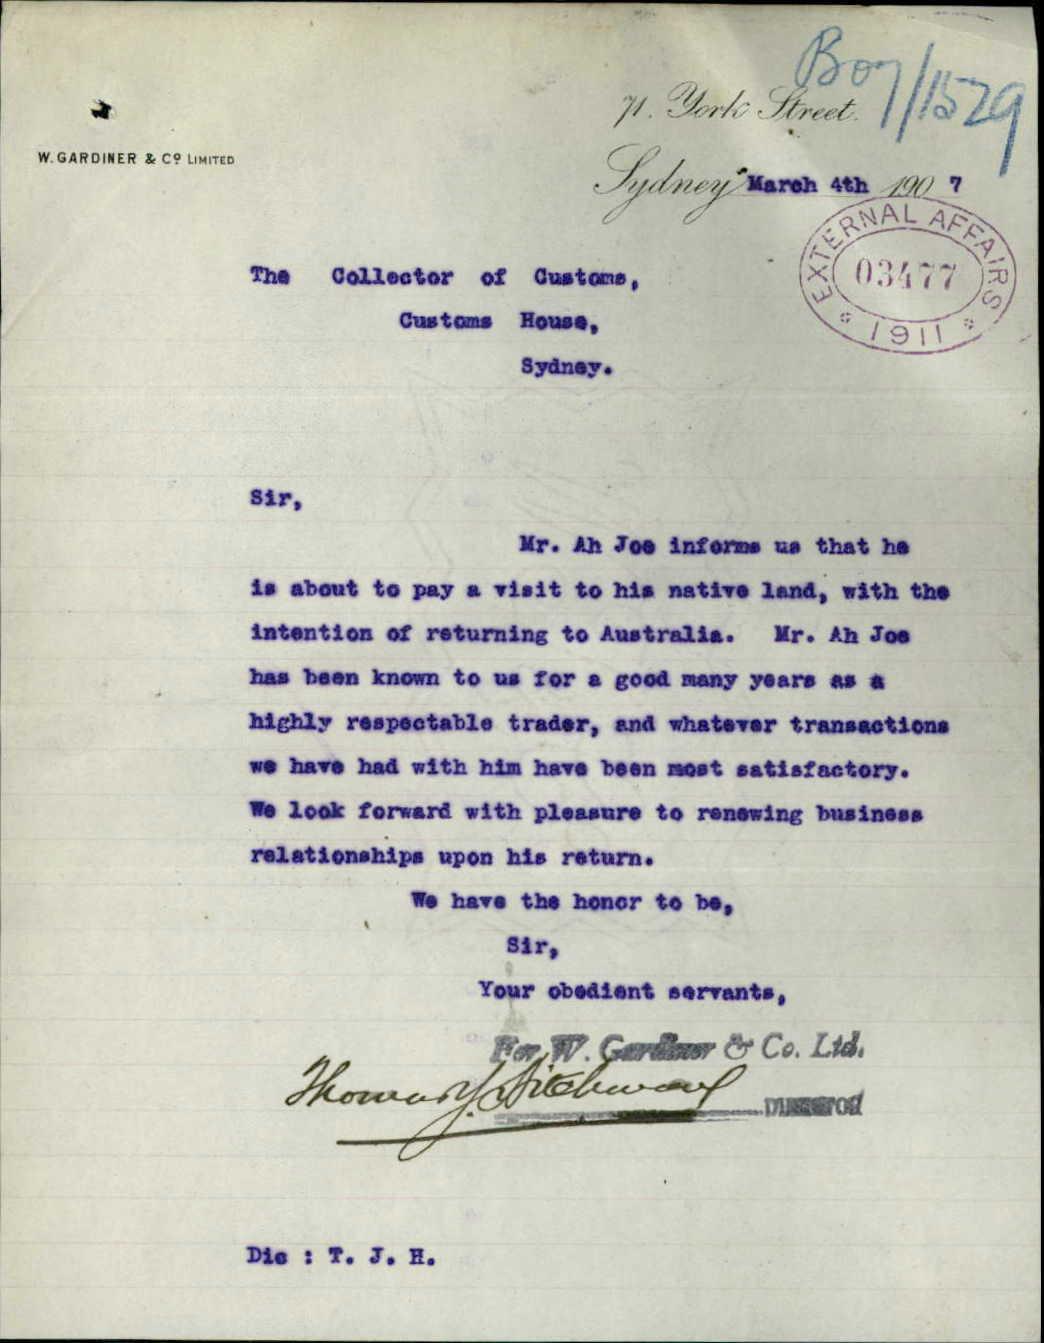 B07/1529
71. York Street.
W. GARDINER & Co LIMITED
Sydney March 4th 1907
EXTERNAL AFFAIRS
03477
* 1911 *
The Collector of Customs,
Customs House,
Sydney.
Sir,
Mr. Ah Joe informs us that he
is about to pay a visit to his native land, with the
intention of returning to Australia. Mr. Ah Joe
has been known to us for a good many years as a
highly respectable trader, and whatever transactions
we have had with him have been most satisfactory.
We look forward with pleasure to renewing business
relationships upon his return.
We have the honor to be,
Sir,
Your obedient servants,
For W. Gardiner & Co. Ltd.
Thomas J.
DIRECTOR
Dic : T. J. H.